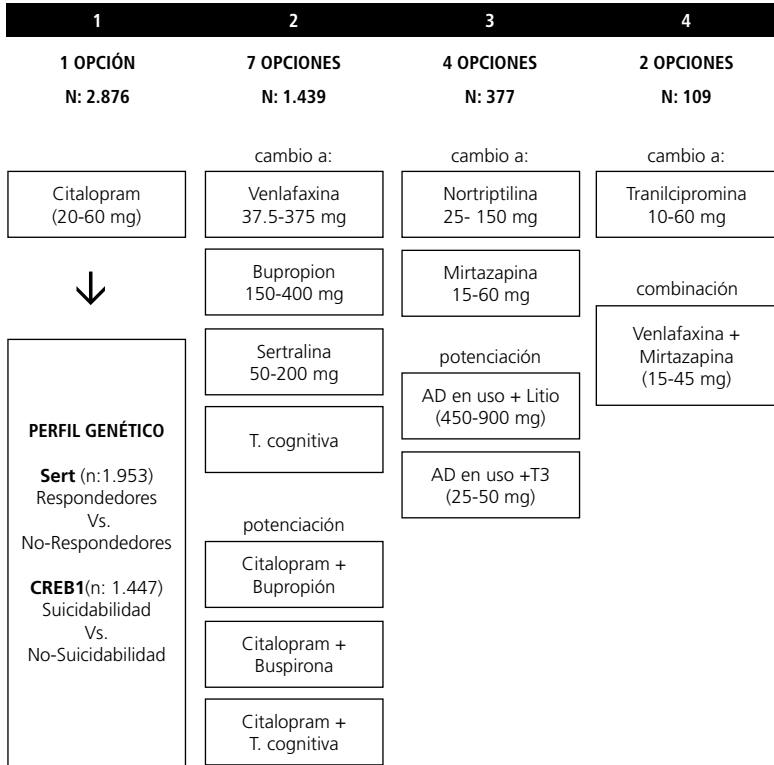 1
1 OPCIÓN
N: 2.876
Citalopram
(20-60 mg)
PERFIL GENÉTICO
Sert (n:1.953)
Respondedores
Vs.
No-Respondedores
CREB1(n: 1.447)
Suicidabilidad
Vs.
No-Suicidabilidad
2
7 OPCIONES
N: 1.439
cambio a:
Venlafaxina
37.5-375 mg
Bupropion
150-400 mg
Sertralina
50-200 mg
T. cognitiva
potenciación
Citalopram +
Bupropión
Citalopram +
Buspirona
Citalopram +
T. cognitiva
3
4 OPCIONES
N: 377
cambio a:
Nortriptilina
25- 150 mg
Mirtazapina
15-60 mg
potenciación
AD en uso + Litio
(450-900 mg)
AD en uso +T3
(25-50 mg)
4
2 OPCIONES
N: 109
cambio a:
Tranilcipromina
10-60 mg
combinación
Venlafaxina +
Mirtazapina
(15-45 mg)